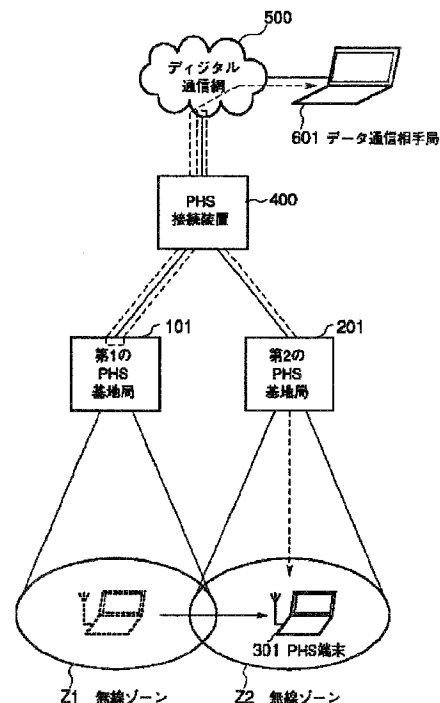 500
ディジタル
通信網
601 データ通信相手局
PHS
接続装置
400
101
第1の
PHS
基地局
201
第2の
PHS
基地局
301 PHS端末
Z1 無線ゾーン
Z2 無線ゾーン